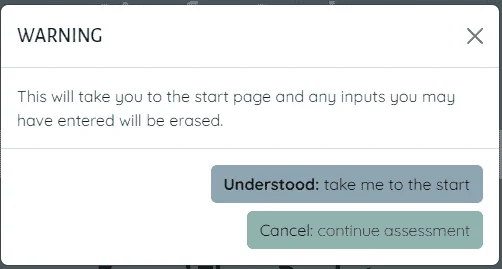 WARNING
This will take you to the start page and any inputs you may
have entered will be erased.
Understood: take me to the start
Cancel: continue assessment